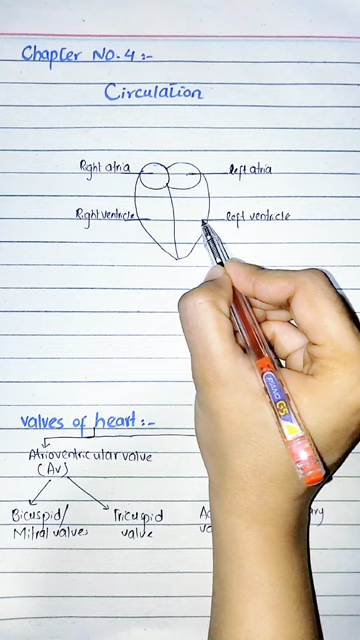 Chapter NO. 4 :-
Circulation
Right atria
left atria
Right ventricle
left ventricle
valves of heart :-
Atrioventricular valve
(AV)
Bicuspid/
Mitral valves
Tricuspid
valve